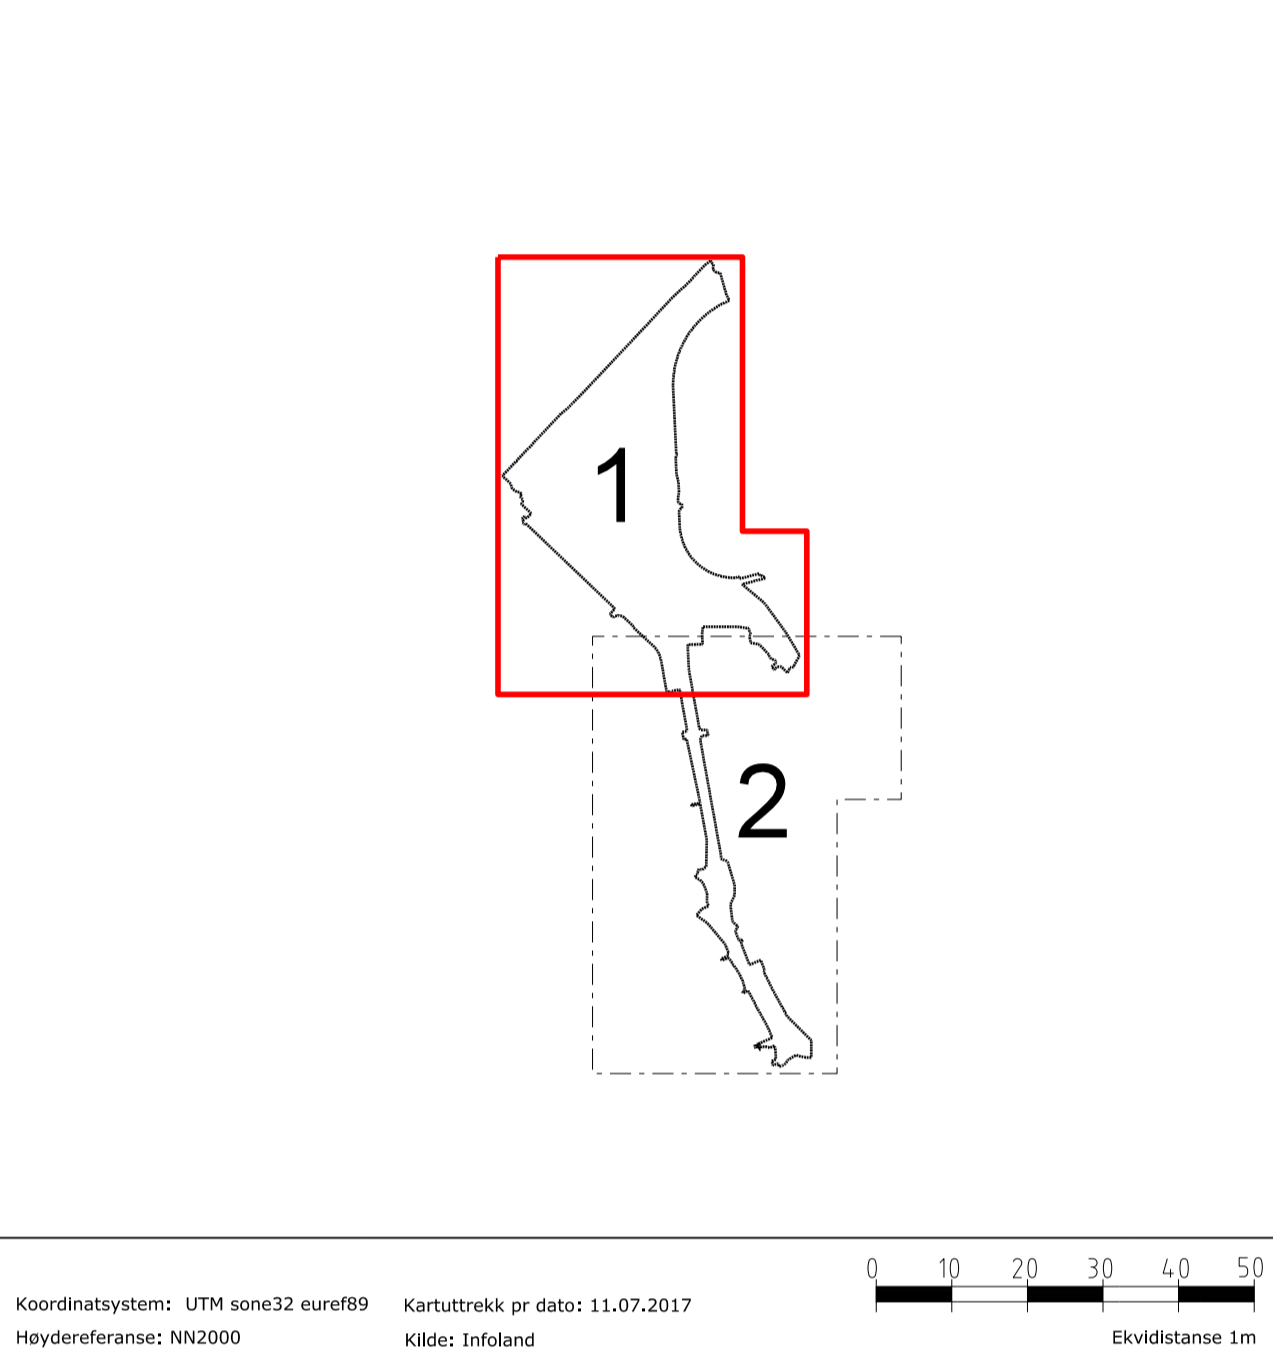 1
2
0 10 20 30 40 50
Koordinatsystem: UTM sone32 euref89 Kartuttrekk pr dato: 11.07.2017
Høydereferanse: NN2000 Kilde: Infoland Ekvidistanse 1m